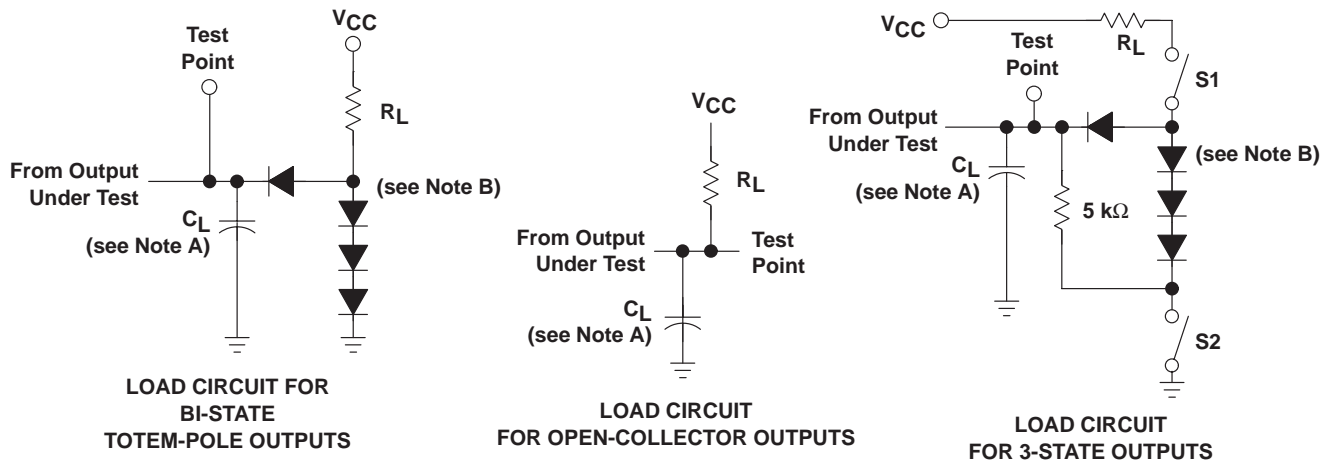 VCC
Test
Point
RL
From Output
Under Test
(see Note B)
CL
(see Note A)
LOAD CIRCUIT FOR
BI-STATE
TOTEM-POLE OUTPUTS
VCC
RL
From Output
Under Test
Test
Point
CL
(see Note A)
LOAD CIRCUIT
FOR OPEN-COLLECTOR OUTPUTS
VCC
RL
Test
Point
S1
From Output
Under Test
(see Note B)
CL
(see Note A)
5 kΩ
S2
LOAD CIRCUIT
FOR 3-STATE OUTPUTS